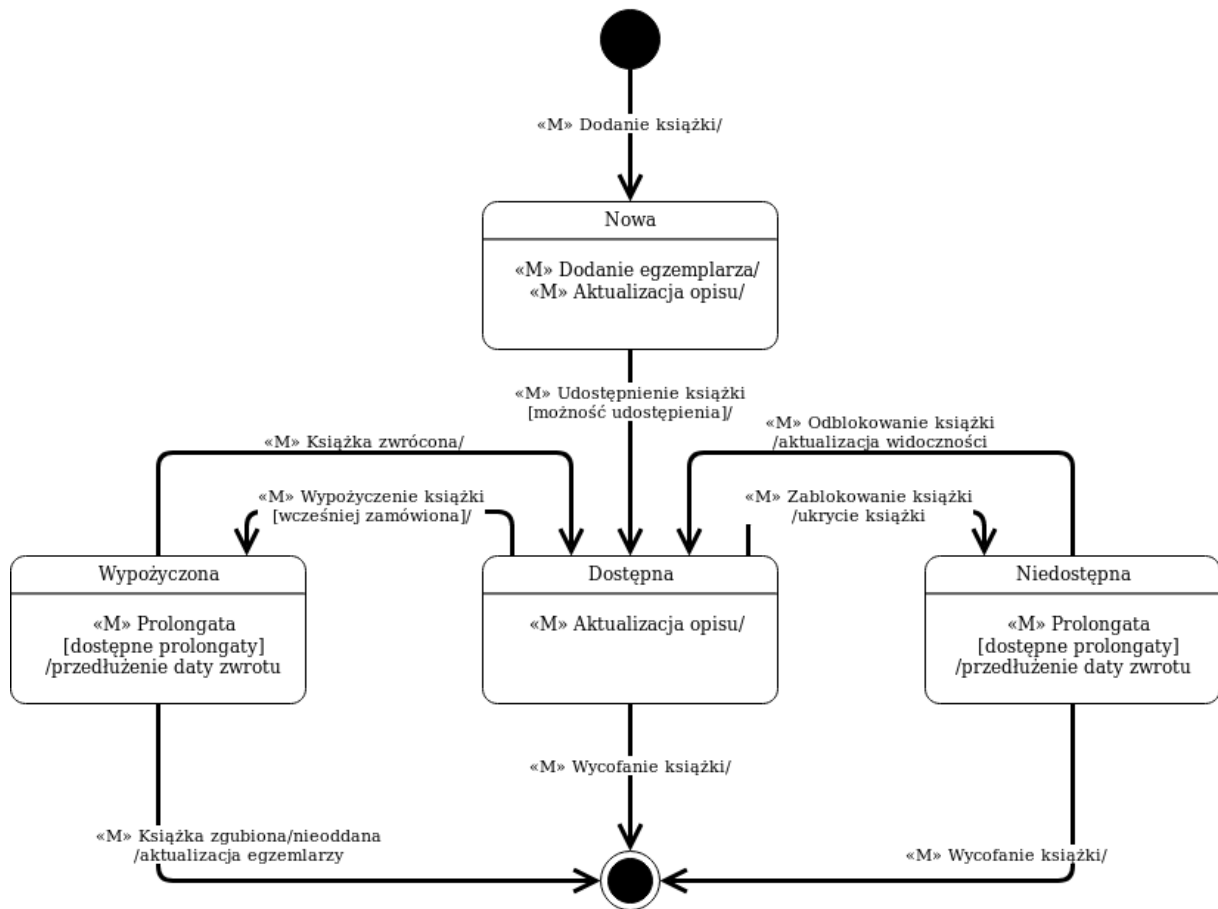 «M» Dodanie książki/
Nowa
«M» Dodanie egzemplarza/
«M» Aktualizacja opisu/
«M» Udostępnienie książki
[możność udostępienia]/
«M» Odblokowanie książki
/aktualizacja widoczności
«M» Książka zwrócona/
«M» Wypożyczenie książki
[wcześniej zamówiona]/
«M» Zablokowanie książki
/ukrycie książki
Wypożyczona
«M» Prolongata
[dostępne prolongaty]
/przedłużenie daty zwrotu
Dostępna
«M» Aktualizacja opisu/
Niedostępna
«M» Prolongata
[dostępne prolongaty]
/przedłużenie daty zwrotu
«M» Wycofanie książki/
«M» Książka zgubiona/nieoddana
/aktualizacja egzemlarzy
«M» Wycofanie książki/